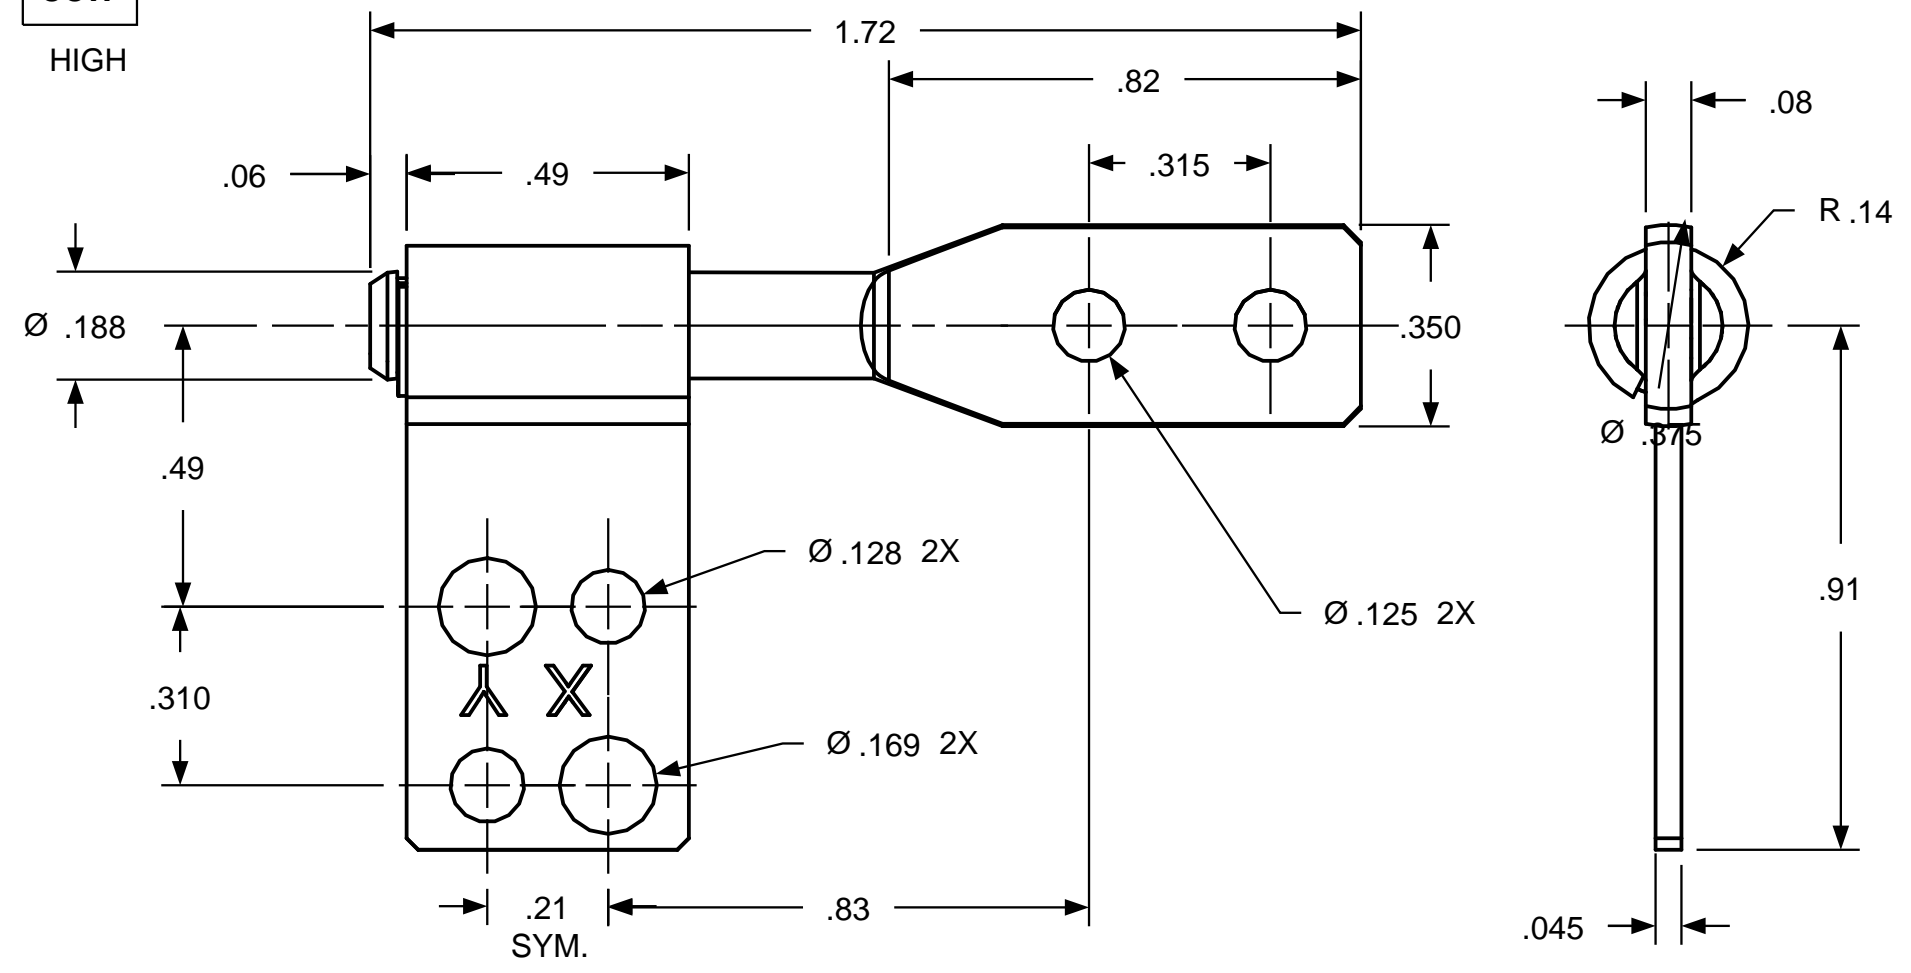 HIGH
1.72
.82
.08
.06
.49
.315
R .14
Ø .188
.350
Ø .375
.49
Ø .128 2X
.91
Ø .125 2X
Y X
.310
Ø .169 2X
.21
SYM.
.83
.045